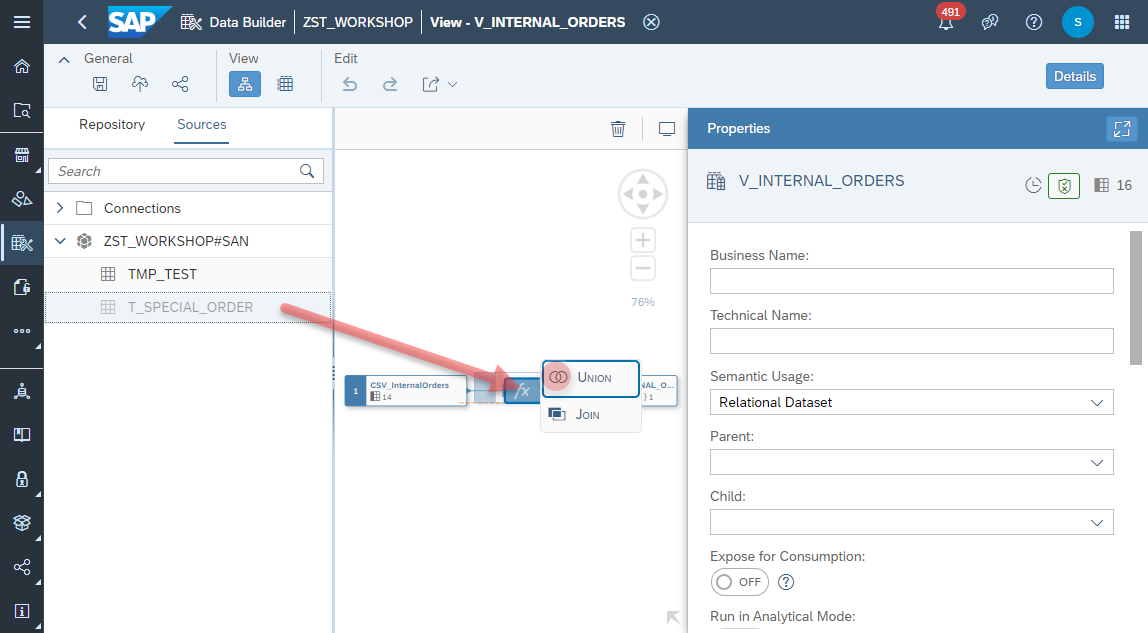 SAP Data Builder ZST_WORKSHOP View - V_INTERNAL_ORDERS 491 S
General View Edit
Details
Repository Sources
Search
Connections
ZST_WORKSHOP#SAN
TMP_TEST
T_SPECIAL_ORDER
76%
1 CSV_InternalOrders
14
fx
Union
Join
NAL_O...
1
Properties
V_INTERNAL_ORDERS 16
Business Name:
Technical Name:
Semantic Usage:
Relational Dataset
Parent:
Child:
Expose for Consumption:
OFF
Run in Analytical Mode: